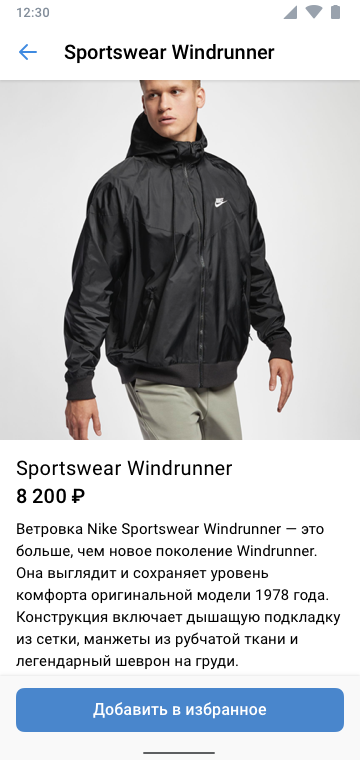 12:30
Sportswear Windrunner
Sportswear Windrunner
8 200 ₽
Ветровка Nike Sportswear Windrunner — это
больше, чем новое поколение Windrunner.
Она выглядит и сохраняет уровень
комфорта оригинальной модели 1978 года.
Конструкция включает дышащую подкладку
из сетки, манжеты из рубчатой ткани и
легендарный шеврон на груди.
Добавить в избранное